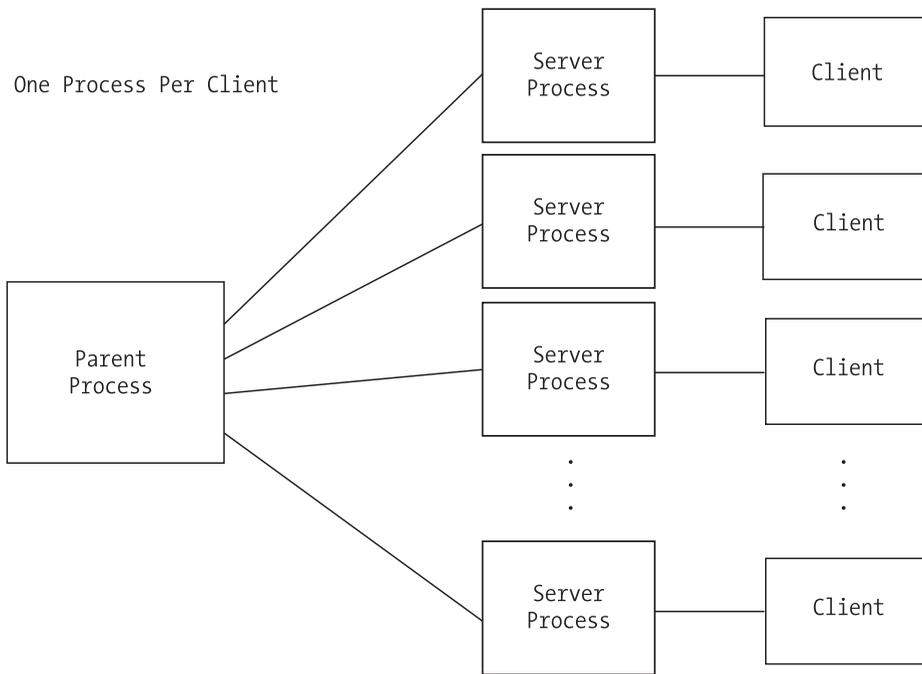 One Process Per Client
Server
Process
Client
Server
Process
Client
Server
Process
Client
Parent
Process
Server
Process
Client